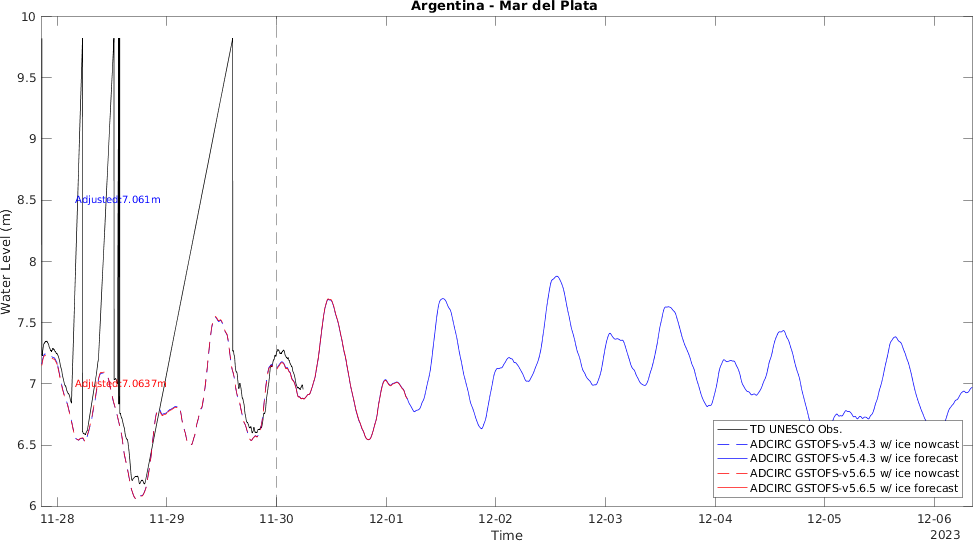 Argentina - Mar del Plata
10
9.5
9
8.5
8
7.5
7
6.5
6
Water Level (m)
Adjusted:7.061m
Adjusted:7.0637m
TD UNESCO Obs.
ADCIRC GSTOFS-v5.4.3 w/ ice nowcast
ADCIRC GSTOFS-v5.4.3 w/ ice forecast
ADCIRC GSTOFS-v5.6.5 w/ ice nowcast
ADCIRC GSTOFS-v5.6.5 w/ ice forecast
11-28 11-29 11-30 12-01 12-02 12-03 12-04 12-05 12-06
Time
2023